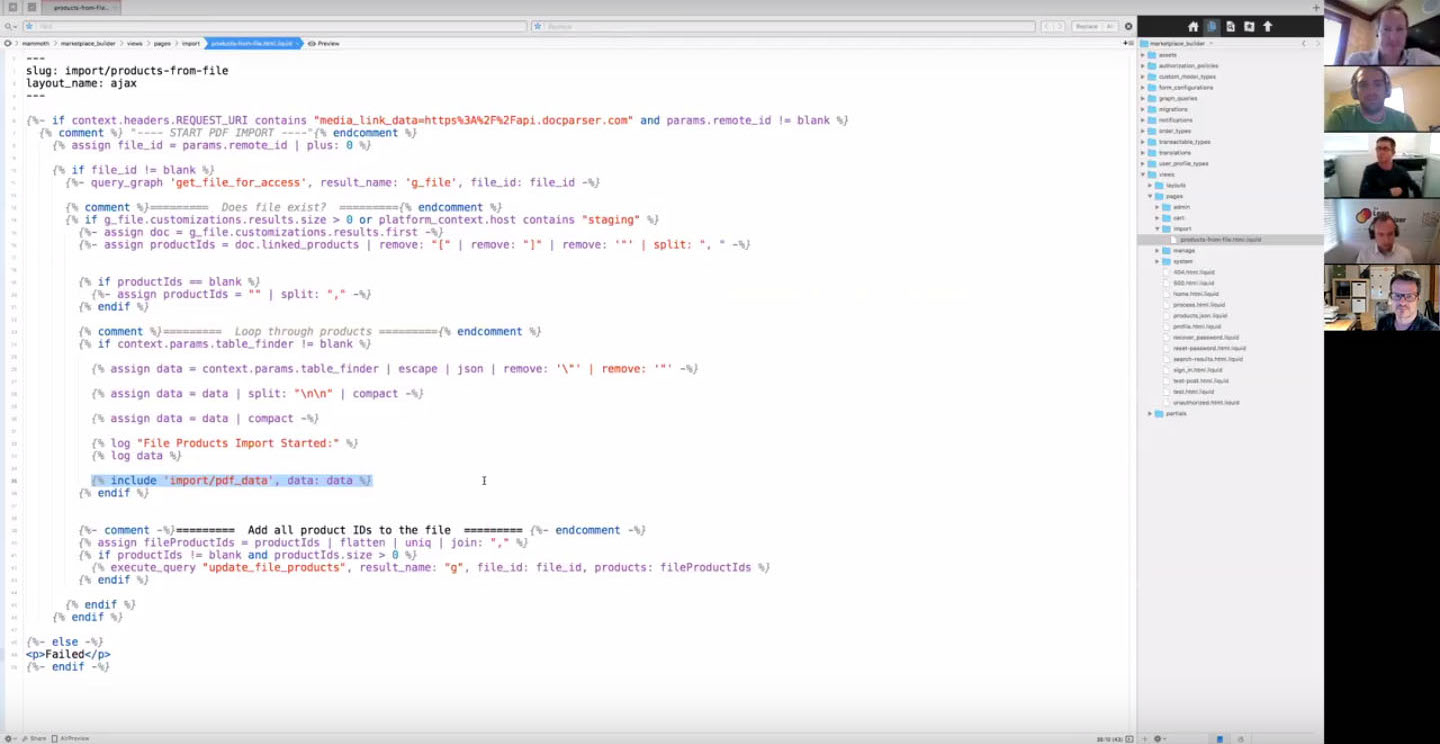 products-from-file..
Find
Replace
Replace
All
mammoth
marketplace_builder
views
pages
import
products-from-file.html.liquid
Preview
---
slug: import/products-from-file
layout_name: ajax
---
{%- if context.headers.REQUEST_URI contains "media_link_data=https%3A%2F%2Fapi.docparser.com" and params.remote_id != blank %}
{% comment %} "---- START PDF IMPORT ----"{% endcomment %}
{% assign file_id = params.remote_id | plus: 0 %}
{% if file_id != blank %}
{%- query_graph 'get_file_for_access', result_name: 'g_file', file_id: file_id -%}
{% comment %}========= Does file exist? ========={% endcomment %}
{% if g_file.customizations.results.size > 0 or platform_context.host contains "staging" %}
{%- assign doc = g_file.customizations.results.first -%}
{%- assign productIds = doc.linked_products | remove: "[" | remove: "]" | remove: '"' | split: ", " -%}
{% if productIds == blank %}
{%- assign productIds = "" | split: "," -%}
{% endif %}
{% comment %}========= Loop through products ========={% endcomment %}
{% if context.params.table_finder != blank %}
{% assign data = context.params.table_finder | escape | json | remove: '\"' | remove: '"' -%}
{% assign data = data | split: "\n\n" | compact -%}
{% assign data = data | compact -%}
{% log "File Products Import Started:" %}
{% log data %}
{% include 'import/pdf_data', data: data %}
{% endif %}
{%- comment -%}========= Add all product IDs to the file ========= {%- endcomment -%}
{% assign fileProductIds = productIds | flatten | uniq | join: "," %}
{% if productIds != blank and productIds.size > 0 %}
{% execute_query "update_file_products", result_name: "g", file_id: file_id, products: fileProductIds %}
{% endif %}
{% endif %}
{% endif %}
{%- else -%}
<p>Failed</p>
{%- endif -%}
Share
AirPreview
marketplace_builder
assets
authorization_policies
custom_model_types
form_configurations
graph_queries
migrations
notifications
order_types
transactable_types
translations
user_profile_types
views
layouts
pages
admin
cart
import
products-from-file.html.liquid
manage
system
404.html.liquid
500.html.liquid
home.html.liquid
process.html.liquid
products.json.liquid
profile.html.liquid
recover_password.liquid
reset-password.html.liquid
search-results.html.liquid
sign_in.html.liquid
test-post.html.liquid
test.html.liquid
unauthorized.html.liquid
partials